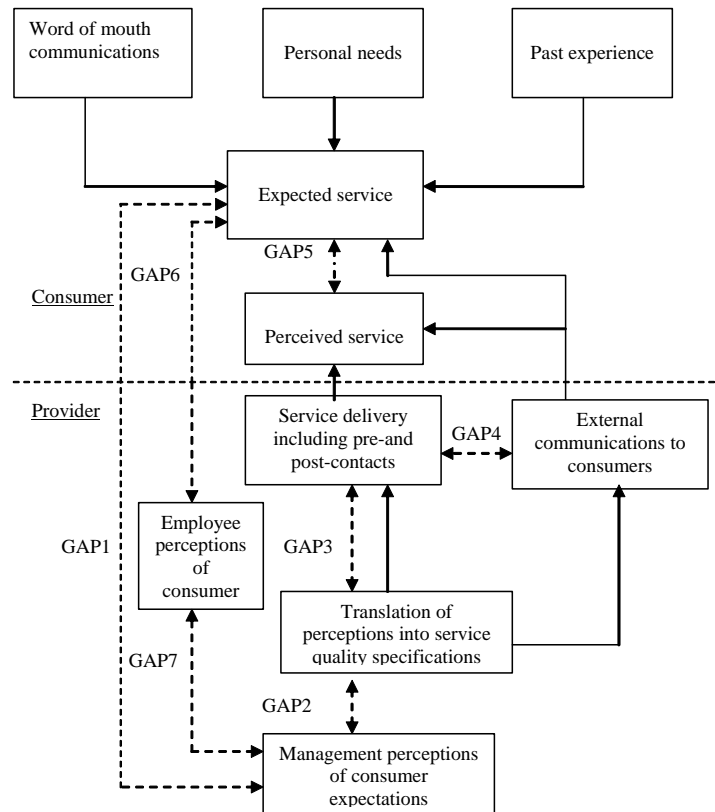 Word of mouth
communications
Personal needs
Past experience
Expected service
GAP5
GAP6
Consumer
Perceived service
Provider
Service delivery
including pre-and
post-contacts
GAP4
External
communications to
consumers
Employee
perceptions
of
consumer
GAP1
GAP3
Translation of
perceptions into service
quality specifications
GAP7
GAP2
Management perceptions
of consumer
expectations